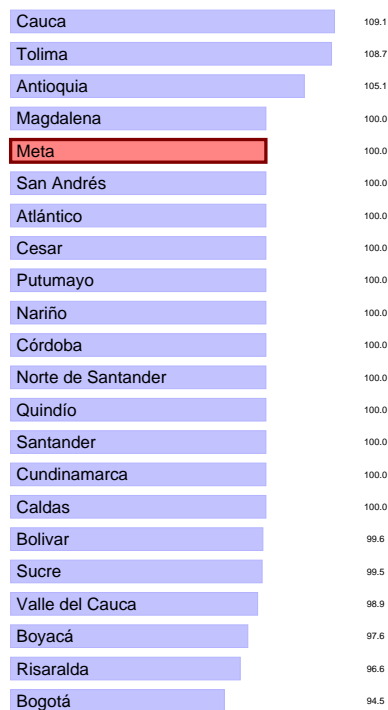 Cauca 109.1
Tolima 108.7
Antioquia 105.1
Magdalena 100.0
Meta 100.0
San Andrés 100.0
Atlántico 100.0
Cesar 100.0
Putumayo 100.0
Nariño 100.0
Córdoba 100.0
Norte de Santander 100.0
Quindío 100.0
Santander 100.0
Cundinamarca 100.0
Caldas 100.0
Bolivar 99.6
Sucre 99.5
Valle del Cauca 98.9
Boyacá 97.6
Risaralda 96.6
Bogotá 94.5